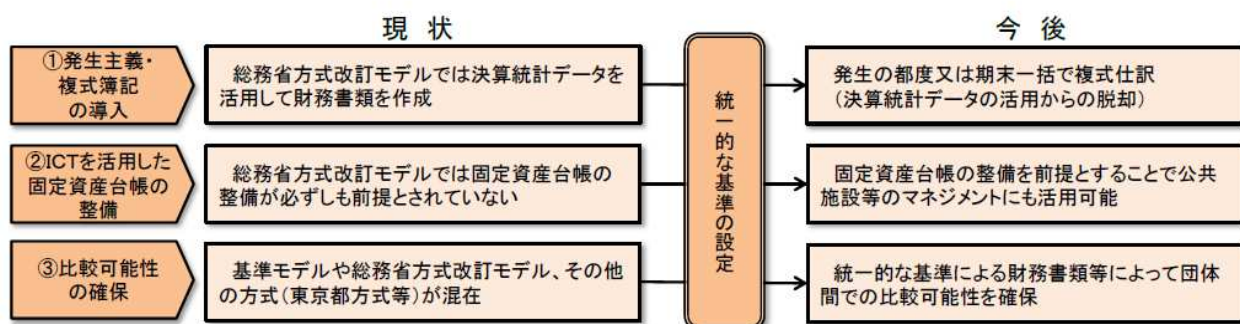 現 状
今 後
①発生主義・
複式簿記
の導入
総務省方式改訂モデルでは決算統計データを
活用して財務書類を作成
発生の都度又は期末一括で複式仕訳
（決算統計データの活用からの脱却）
②ICTを活用した
固定資産台帳の
整備
総務省方式改訂モデルでは固定資産台帳の
整備が必ずしも前提とされていない
統一的な基準の設定
固定資産台帳の整備を前提とすることで公共
施設等のマネジメントにも活用可能
③比較可能性
の確保
基準モデルや総務省方式改訂モデル、その他
の方式（東京都方式等）が混在
統一的な基準による財務書類等によって団体
間での比較可能性を確保